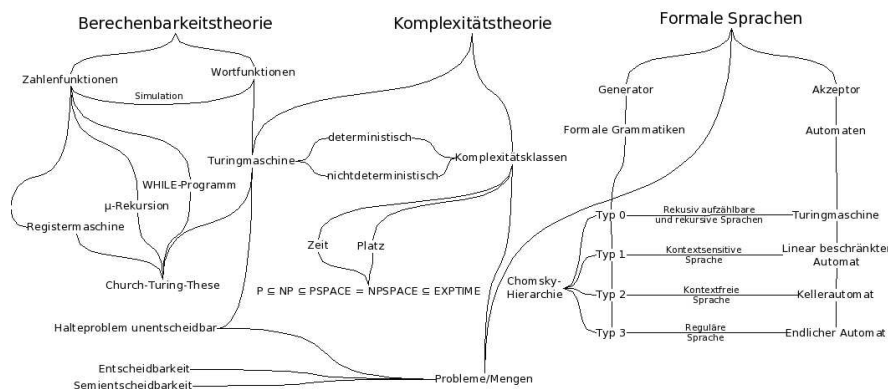 Berechenbarkeitstheorie
Komplexitätstheorie
Formale Sprachen
Zahlenfunktionen
Wortfunktionen
Simulation
Generator
Akzeptor
Formale Grammatiken
Automaten
deterministisch
Turingmaschine
Komplexitätsklassen
nichtdeterministisch
WHILE-Programm
μ-Rekursion
Registermaschine
Church-Turing-These
Zeit
Platz
P ⊆ NP ⊆ PSPACE = NPSPACE ⊆ EXPTIME
Typ 0
Rekusiv aufzählbare
und rekursive Sprachen
Turingmaschine
Typ 1
Kontextsensitive
Sprache
Linear beschränkter
Automat
Chomsky-
Hierarchie
Typ 2
Kontextfreie
Sprache
Kellerautomat
Typ 3
Reguläre
Sprache
Endlicher Automat
Halteproblem unentscheidbar
Entscheidbarkeit
Semientscheidbarkeit
Probleme/Mengen